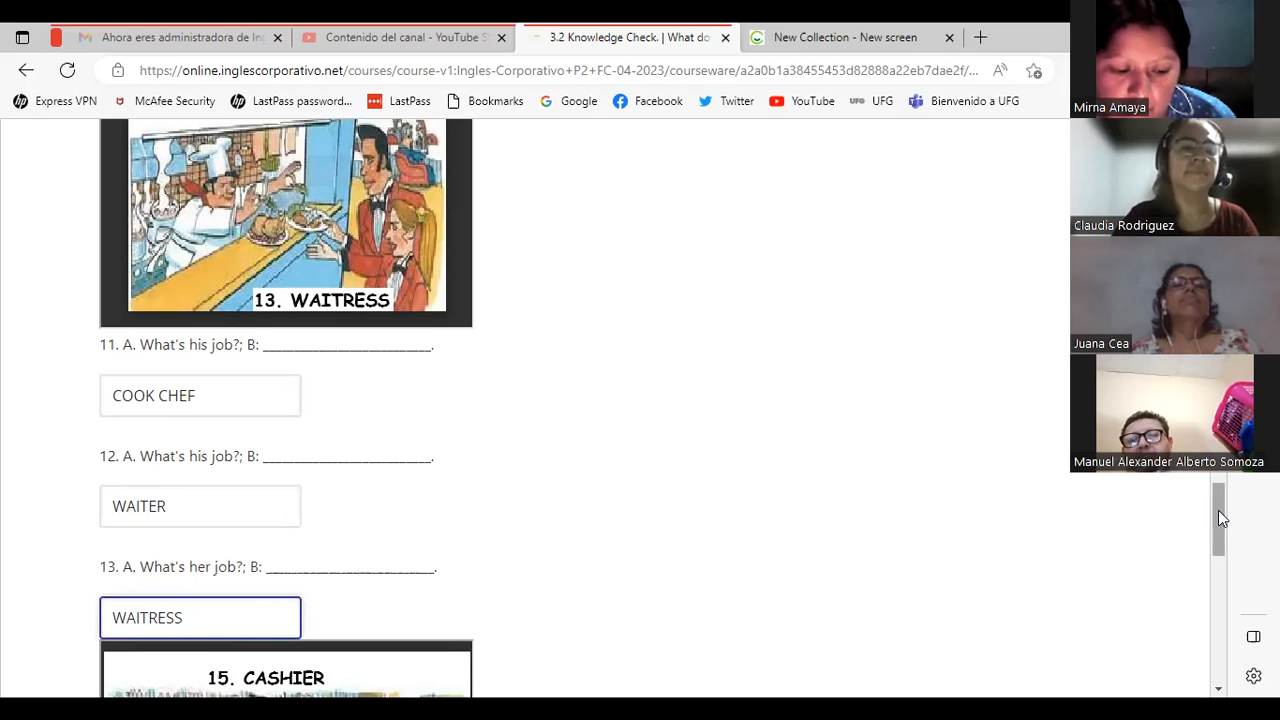 Ahora eres administradora de In
Contenido del canal - YouTube S
3.2 Knowledge Check. | What do
New Collection - New screen
https://online.inglescorporativo.net/courses/course-v1:Ingles-Corporativo+P2+FC-04-2023/courseware/a2a0b1a38455453d82888a22eb7dae2f/...
Express VPN
McAfee Security
LastPass password...
LastPass
Bookmarks
Google
Facebook
Twitter
YouTube
UFG
Bienvenido a UFG
13. WAITRESS
11. A. What's his job?; B: ________________________.
COOK CHEF
12. A. What's his job?; B: ________________________.
WAITER
13. A. What's her job?; B: ________________________.
WAITRESS
15. CASHIER
Mirna Amaya
Claudia Rodriguez
Juana Cea
Manuel Alexander Alberto Somoza